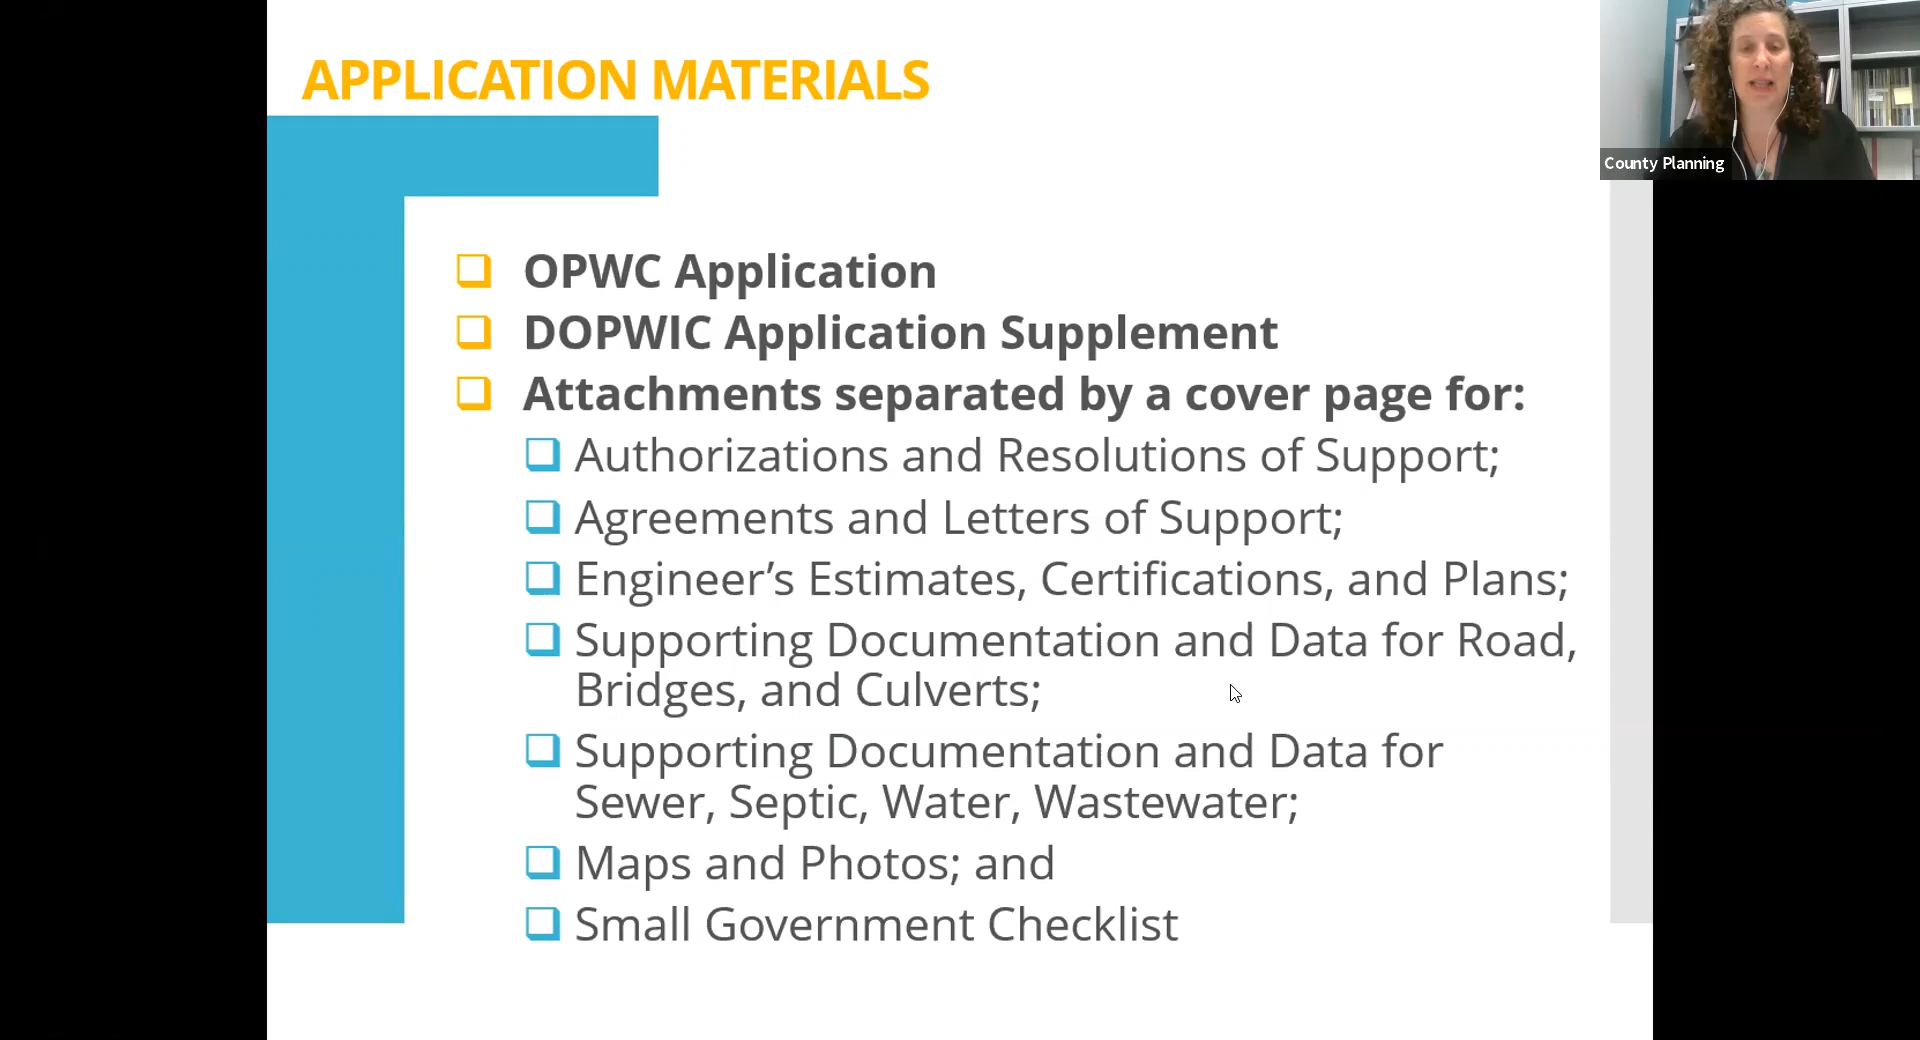 APPLICATION MATERIALS
County Planning
OPWC Application
DOPWIC Application Supplement
Attachments separated by a cover page for:
Authorizations and Resolutions of Support;
Agreements and Letters of Support;
Engineer’s Estimates, Certifications, and Plans;
Supporting Documentation and Data for Road,
Bridges, and Culverts;
Supporting Documentation and Data for
Sewer, Septic, Water, Wastewater;
Maps and Photos; and
Small Government Checklist